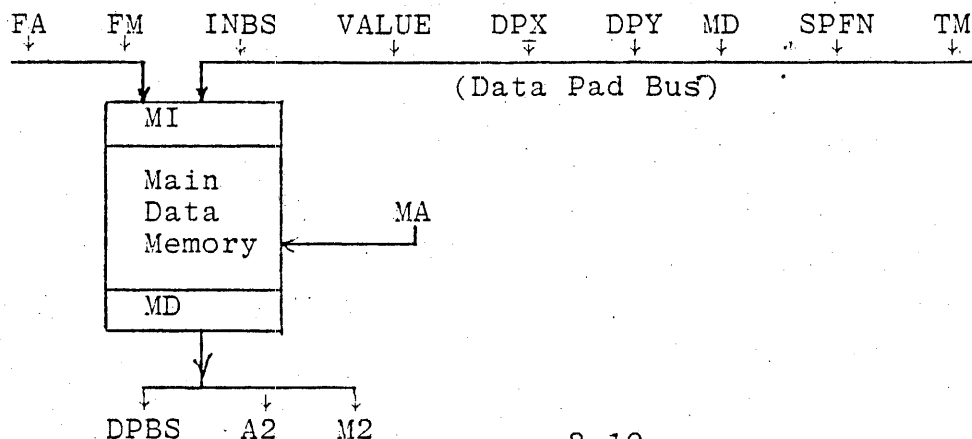 FA FM INBS VALUE DPX DPY MD SPFN TM
(Data Pad Bus)
MI
Main
Data
Memory
MA
MD
DPBS A2 M2